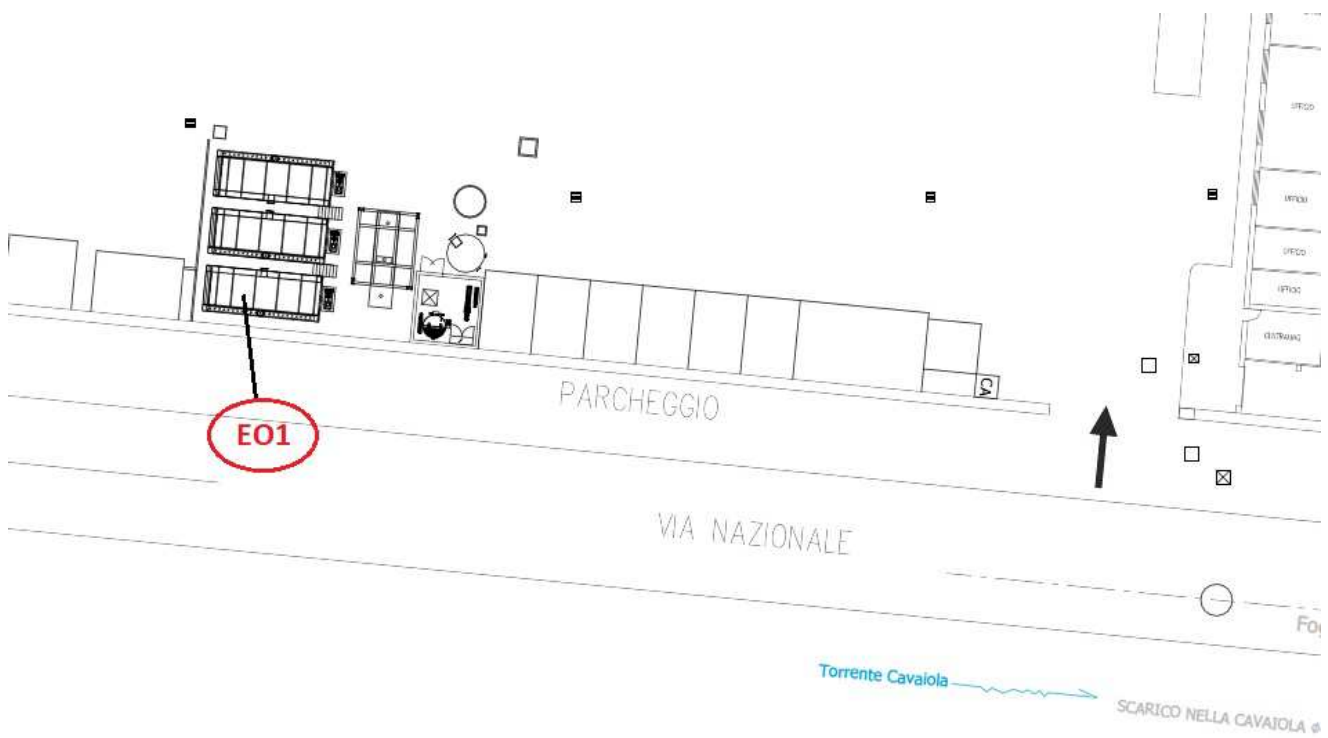 UFFICIO
UFFICIO
UFFICIO
UFFICIO
CA
PARCHEGGIO
EO1
VIA NAZIONALE
Fog
Torrente Cavaiola
SCARICO NELLA CAVAIOLA Φ